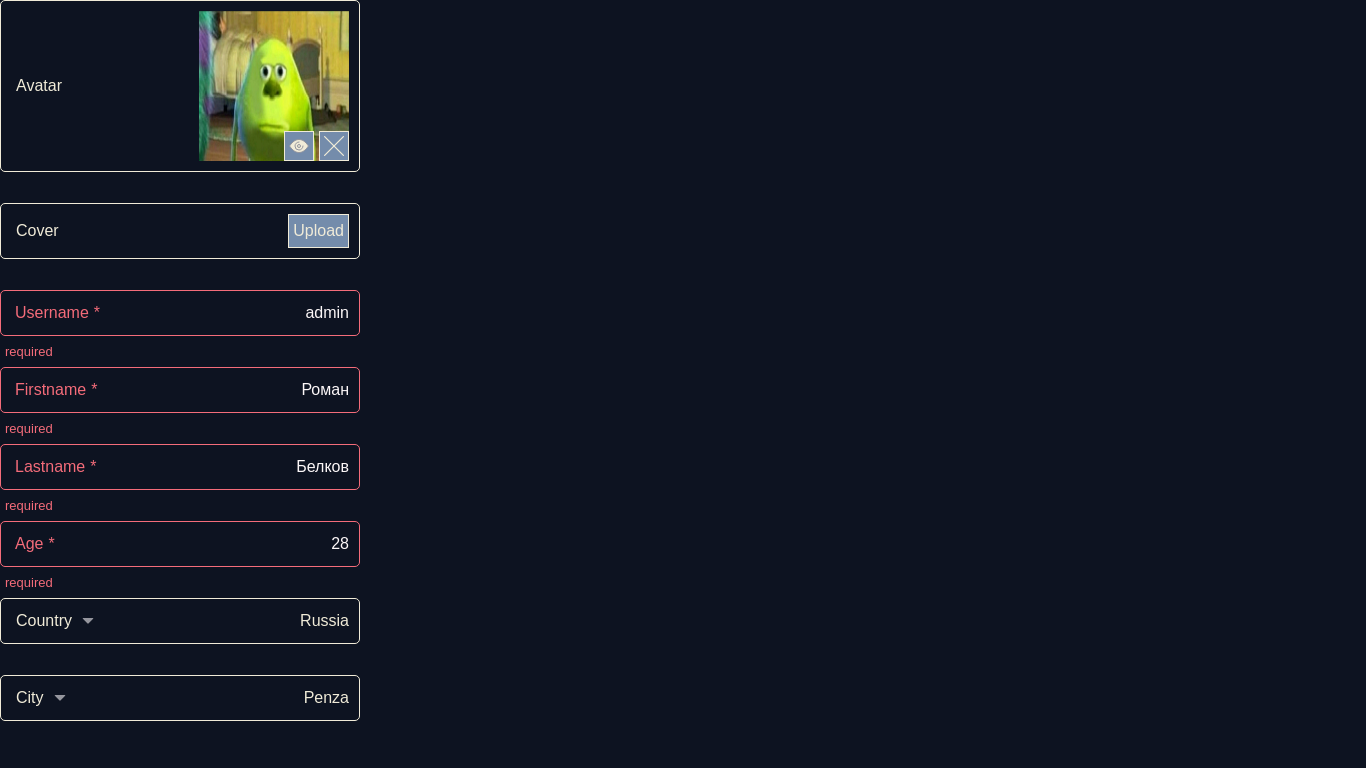 Avatar
Cover Upload
Username * admin
required
Firstname * Роман
required
Lastname * Белков
required
Age * 28
required
Country Russia
City Penza